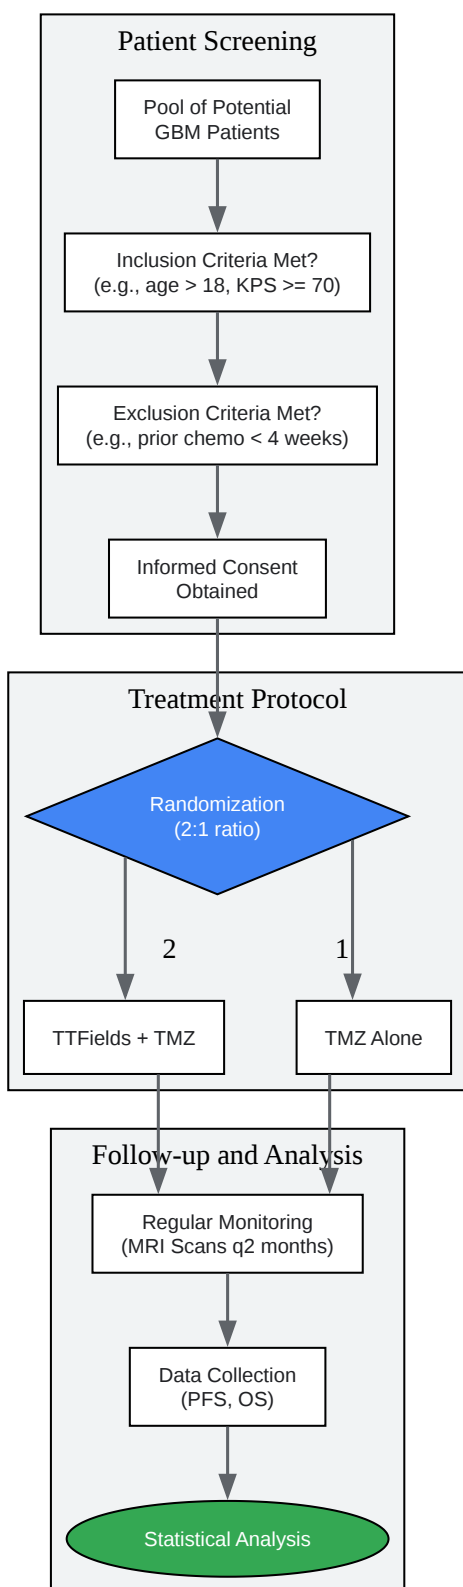 Patient Screening
Pool of Potential
GBM Patients
Inclusion Criteria Met?
(e.g., age > 18, KPS >= 70)
Exclusion Criteria Met?
(e.g., prior chemo < 4 weeks)
Informed Consent
Obtained
Treatment Protocol
Randomization
(2:1 ratio)
2
1
TTFields + TMZ
TMZ Alone
Follow-up and Analysis
Regular Monitoring
(MRI Scans q2 months)
Data Collection
(PFS, OS)
Statistical Analysis